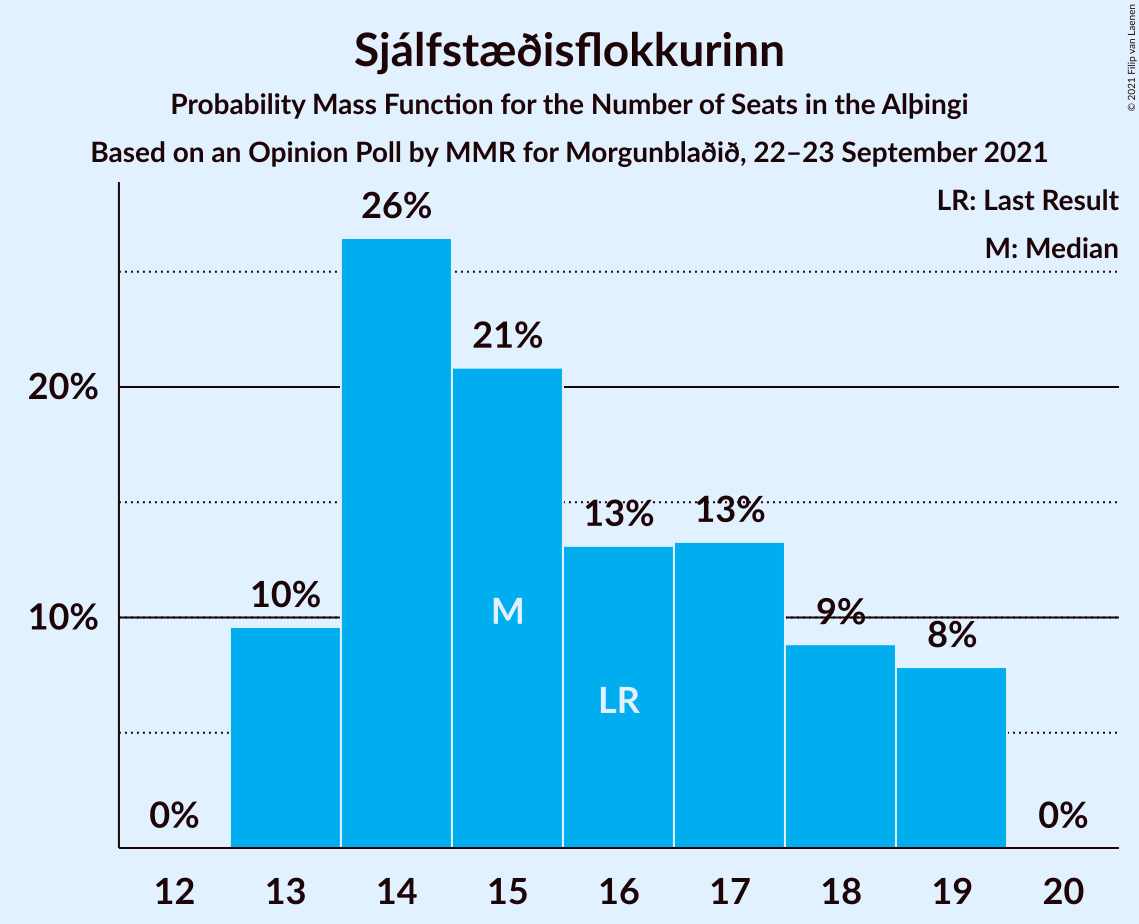 Sjálfstæðisflokkurinn
Probability Mass Function for the Number of Seats in the Alþingi
Based on an Opinion Poll by MMR for Morgunblaðið, 22–23 September 2021
© 2021 Filip van Laenen
LR: Last Result
M: Median
26%
21%
20%
13%
13%
10%
9%
10%
8%
M
LR
0%
0%
12 13 14 15 16 17 18 19 20